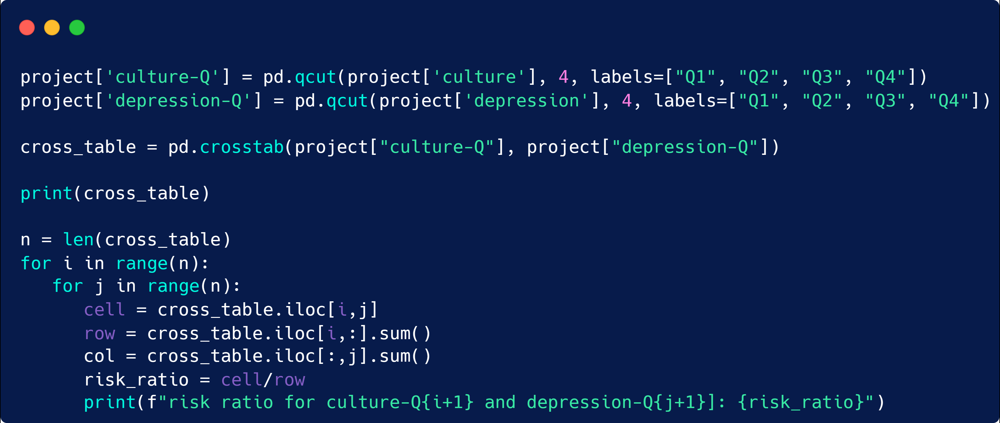 project['culture-Q'] = pd.qcut(project['culture'], 4, labels=["Q1", "Q2", "Q3", "Q4"])
project['depression-Q'] = pd.qcut(project['depression'], 4, labels=["Q1", "Q2", "Q3", "Q4"])
cross_table = pd.crosstab(project["culture-Q"], project["depression-Q"])
print(cross_table)
n = len(cross_table)
for i in range(n):
   for j in range(n):
      cell = cross_table.iloc[i,j]
      row = cross_table.iloc[i,:].sum()
      col = cross_table.iloc[:,j].sum()
      risk_ratio = cell/row
      print(f"risk ratio for culture-Q{i+1} and depression-Q{j+1}]: {risk_ratio}")